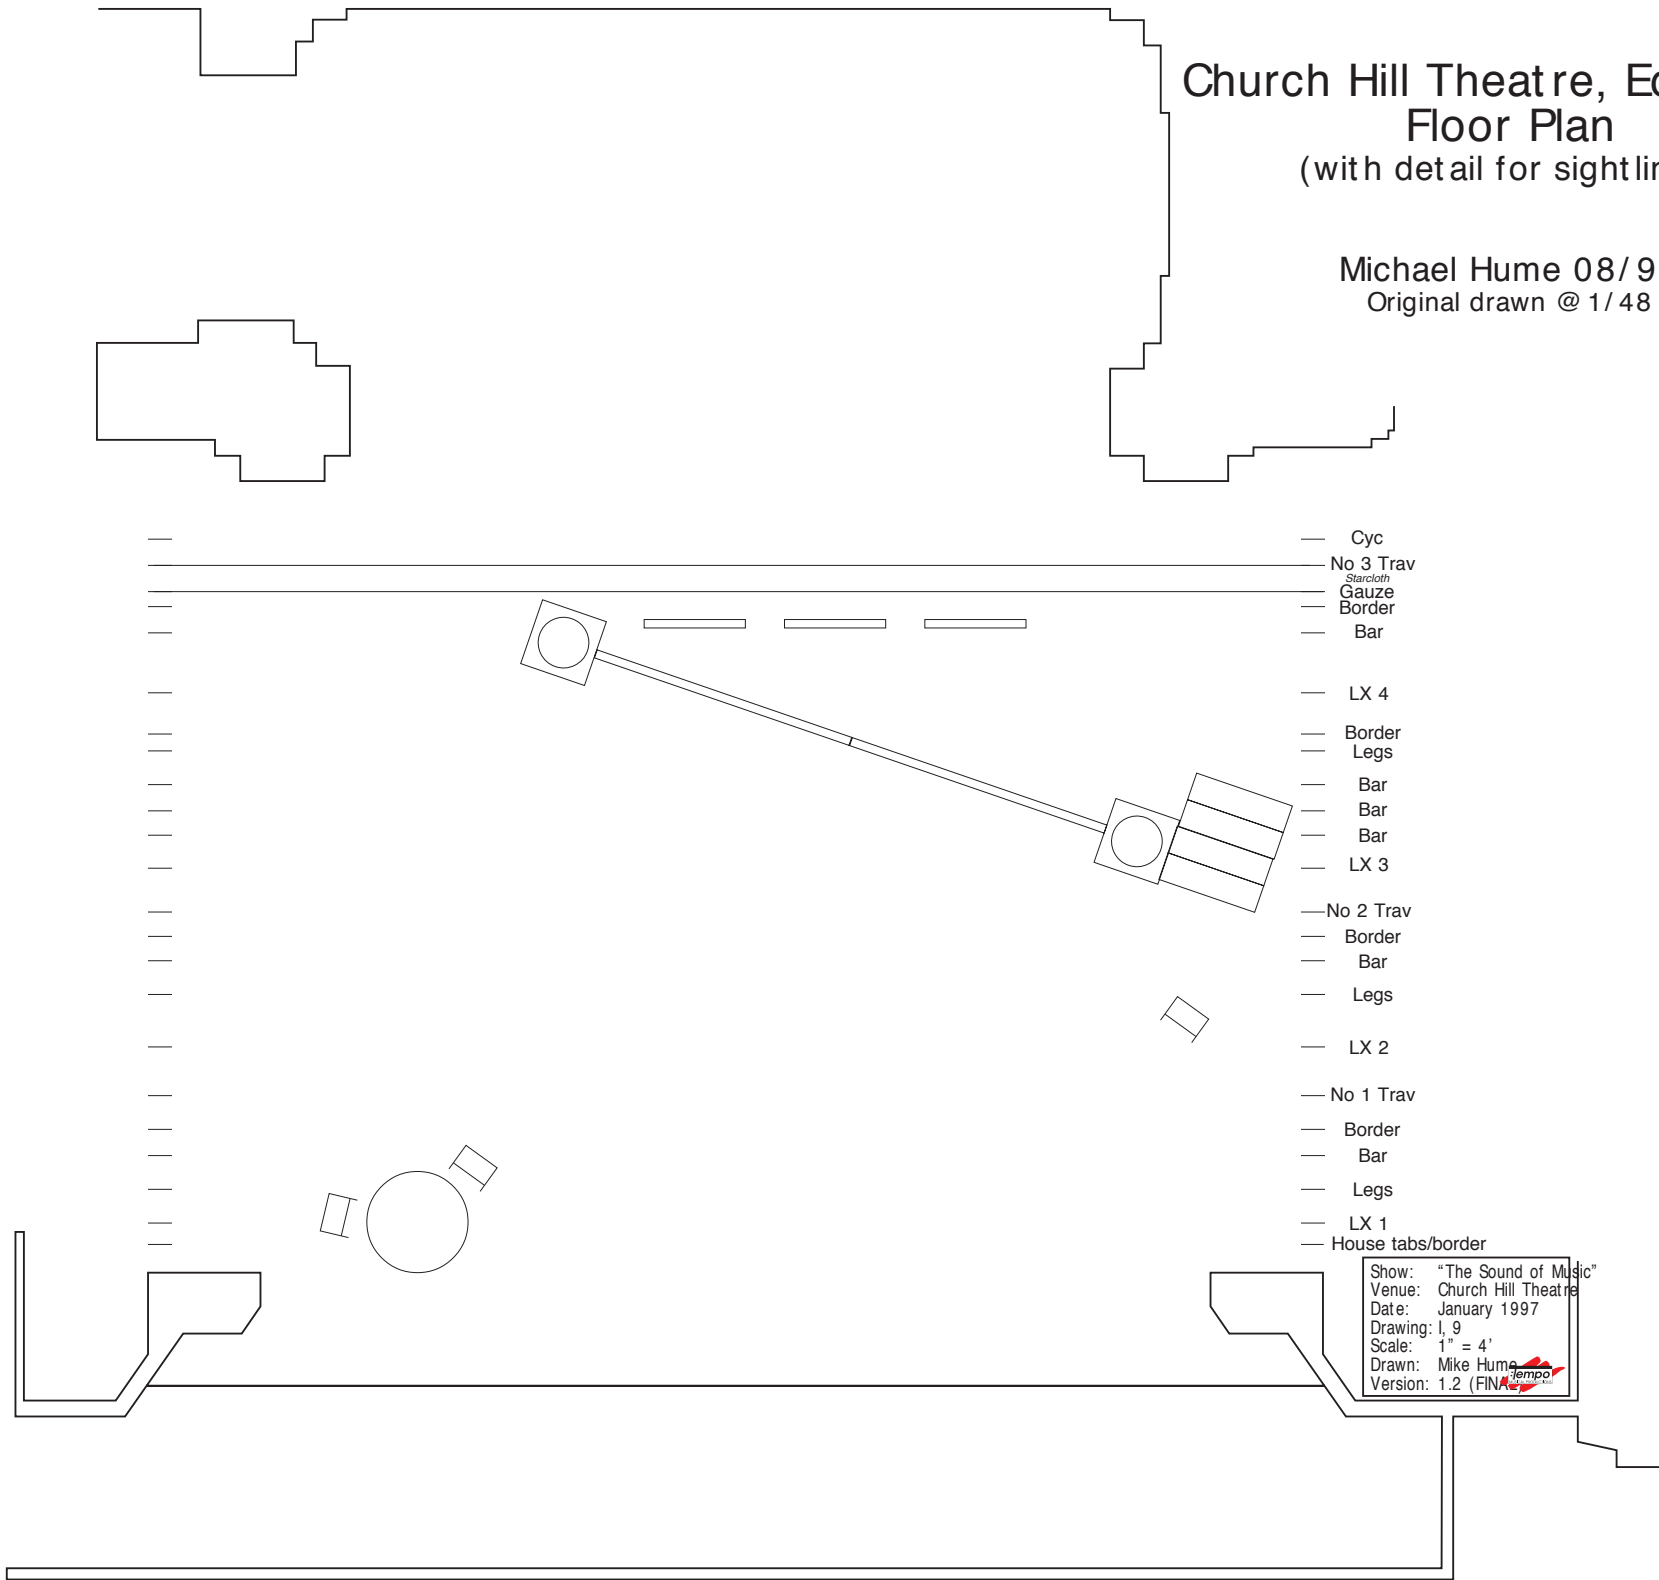 Church Hill Theatre, Ed
Floor Plan
(with detail for sightlin
Michael Hume 08/9
Original drawn @ 1/48
Cyc
No 3 Trav
Starcloth
Gauze
Border
Bar
LX 4
Border
Legs
Bar
Bar
Bar
LX 3
No 2 Trav
Border
Bar
Legs
LX 2
No 1 Trav
Border
Bar
Legs
LX 1
House tabs/border
Show: “The Sound of Music”
Venue: Church Hill Theatre
Date: January 1997
Drawing: I, 9
Scale: 1” = 4’
Drawn: Mike Hume
Version: 1.2 (FINAL)
Tempo